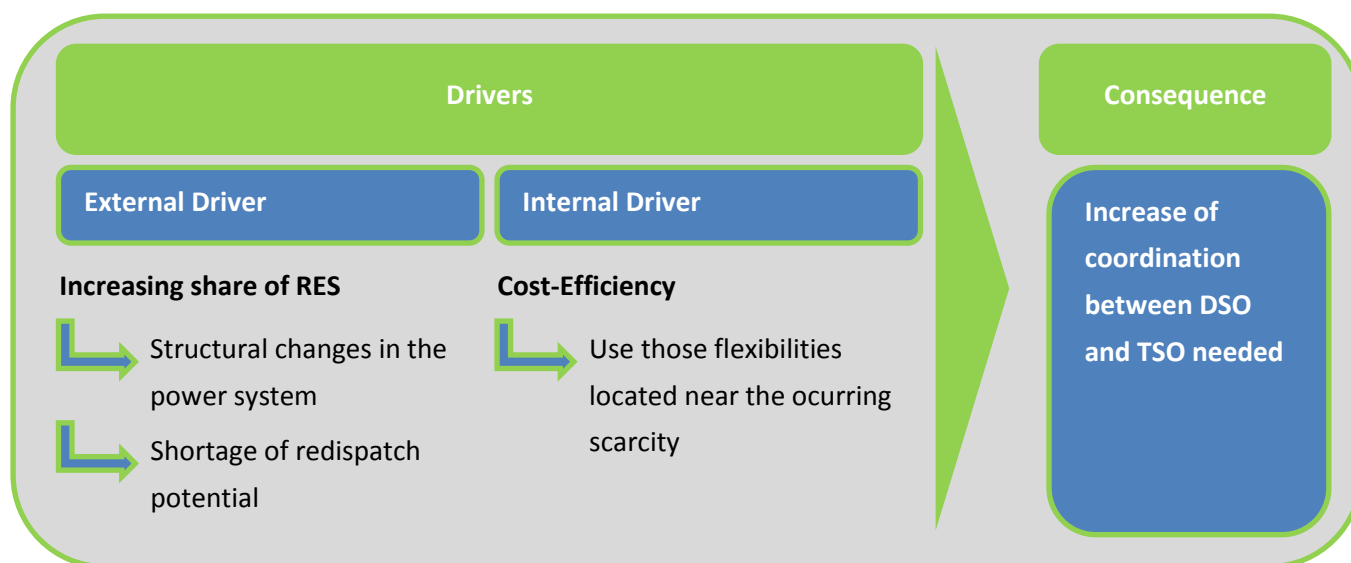 Drivers
Consequence
External Driver
Internal Driver
Increasing share of RES
Structural changes in the
power system
Shortage of redispatch
potential
Cost-Efficiency
Use those flexibilities
located near the ocurring
scarcity
Increase of
coordination
between DSO
and TSO needed